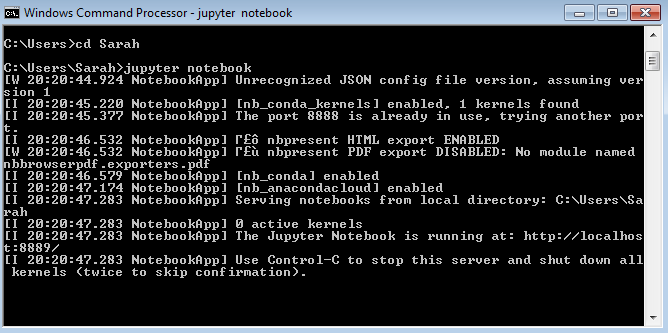 Windows Command Processor - jupyter  notebook
C:\Users>cd Sarah
C:\Users\Sarah>jupyter notebook
[W 20:20:44.924 NotebookApp] Unrecognized JSON config file version, assuming ver
sion 1
[I 20:20:45.220 NotebookApp] [nb_conda_kernels] enabled, 1 kernels found
[I 20:20:45.377 NotebookApp] The port 8888 is already in use, trying another por
t.
[I 20:20:46.532 NotebookApp] Γ£ô nbpresent HTML export ENABLED
[W 20:20:46.532 NotebookApp] Γ£ù nbpresent PDF export DISABLED: No module named
nbbrowserpdf.exporters.pdf
[I 20:20:46.579 NotebookApp] [nb_conda] enabled
[I 20:20:47.174 NotebookApp] [nb_anacondacloud] enabled
[I 20:20:47.283 NotebookApp] Serving notebooks from local directory: C:\Users\Sa
rah
[I 20:20:47.283 NotebookApp] 0 active kernels
[I 20:20:47.283 NotebookApp] The Jupyter Notebook is running at: http://localhos
t:8889/
[I 20:20:47.283 NotebookApp] Use Control-C to stop this server and shut down all
 kernels (twice to skip confirmation).